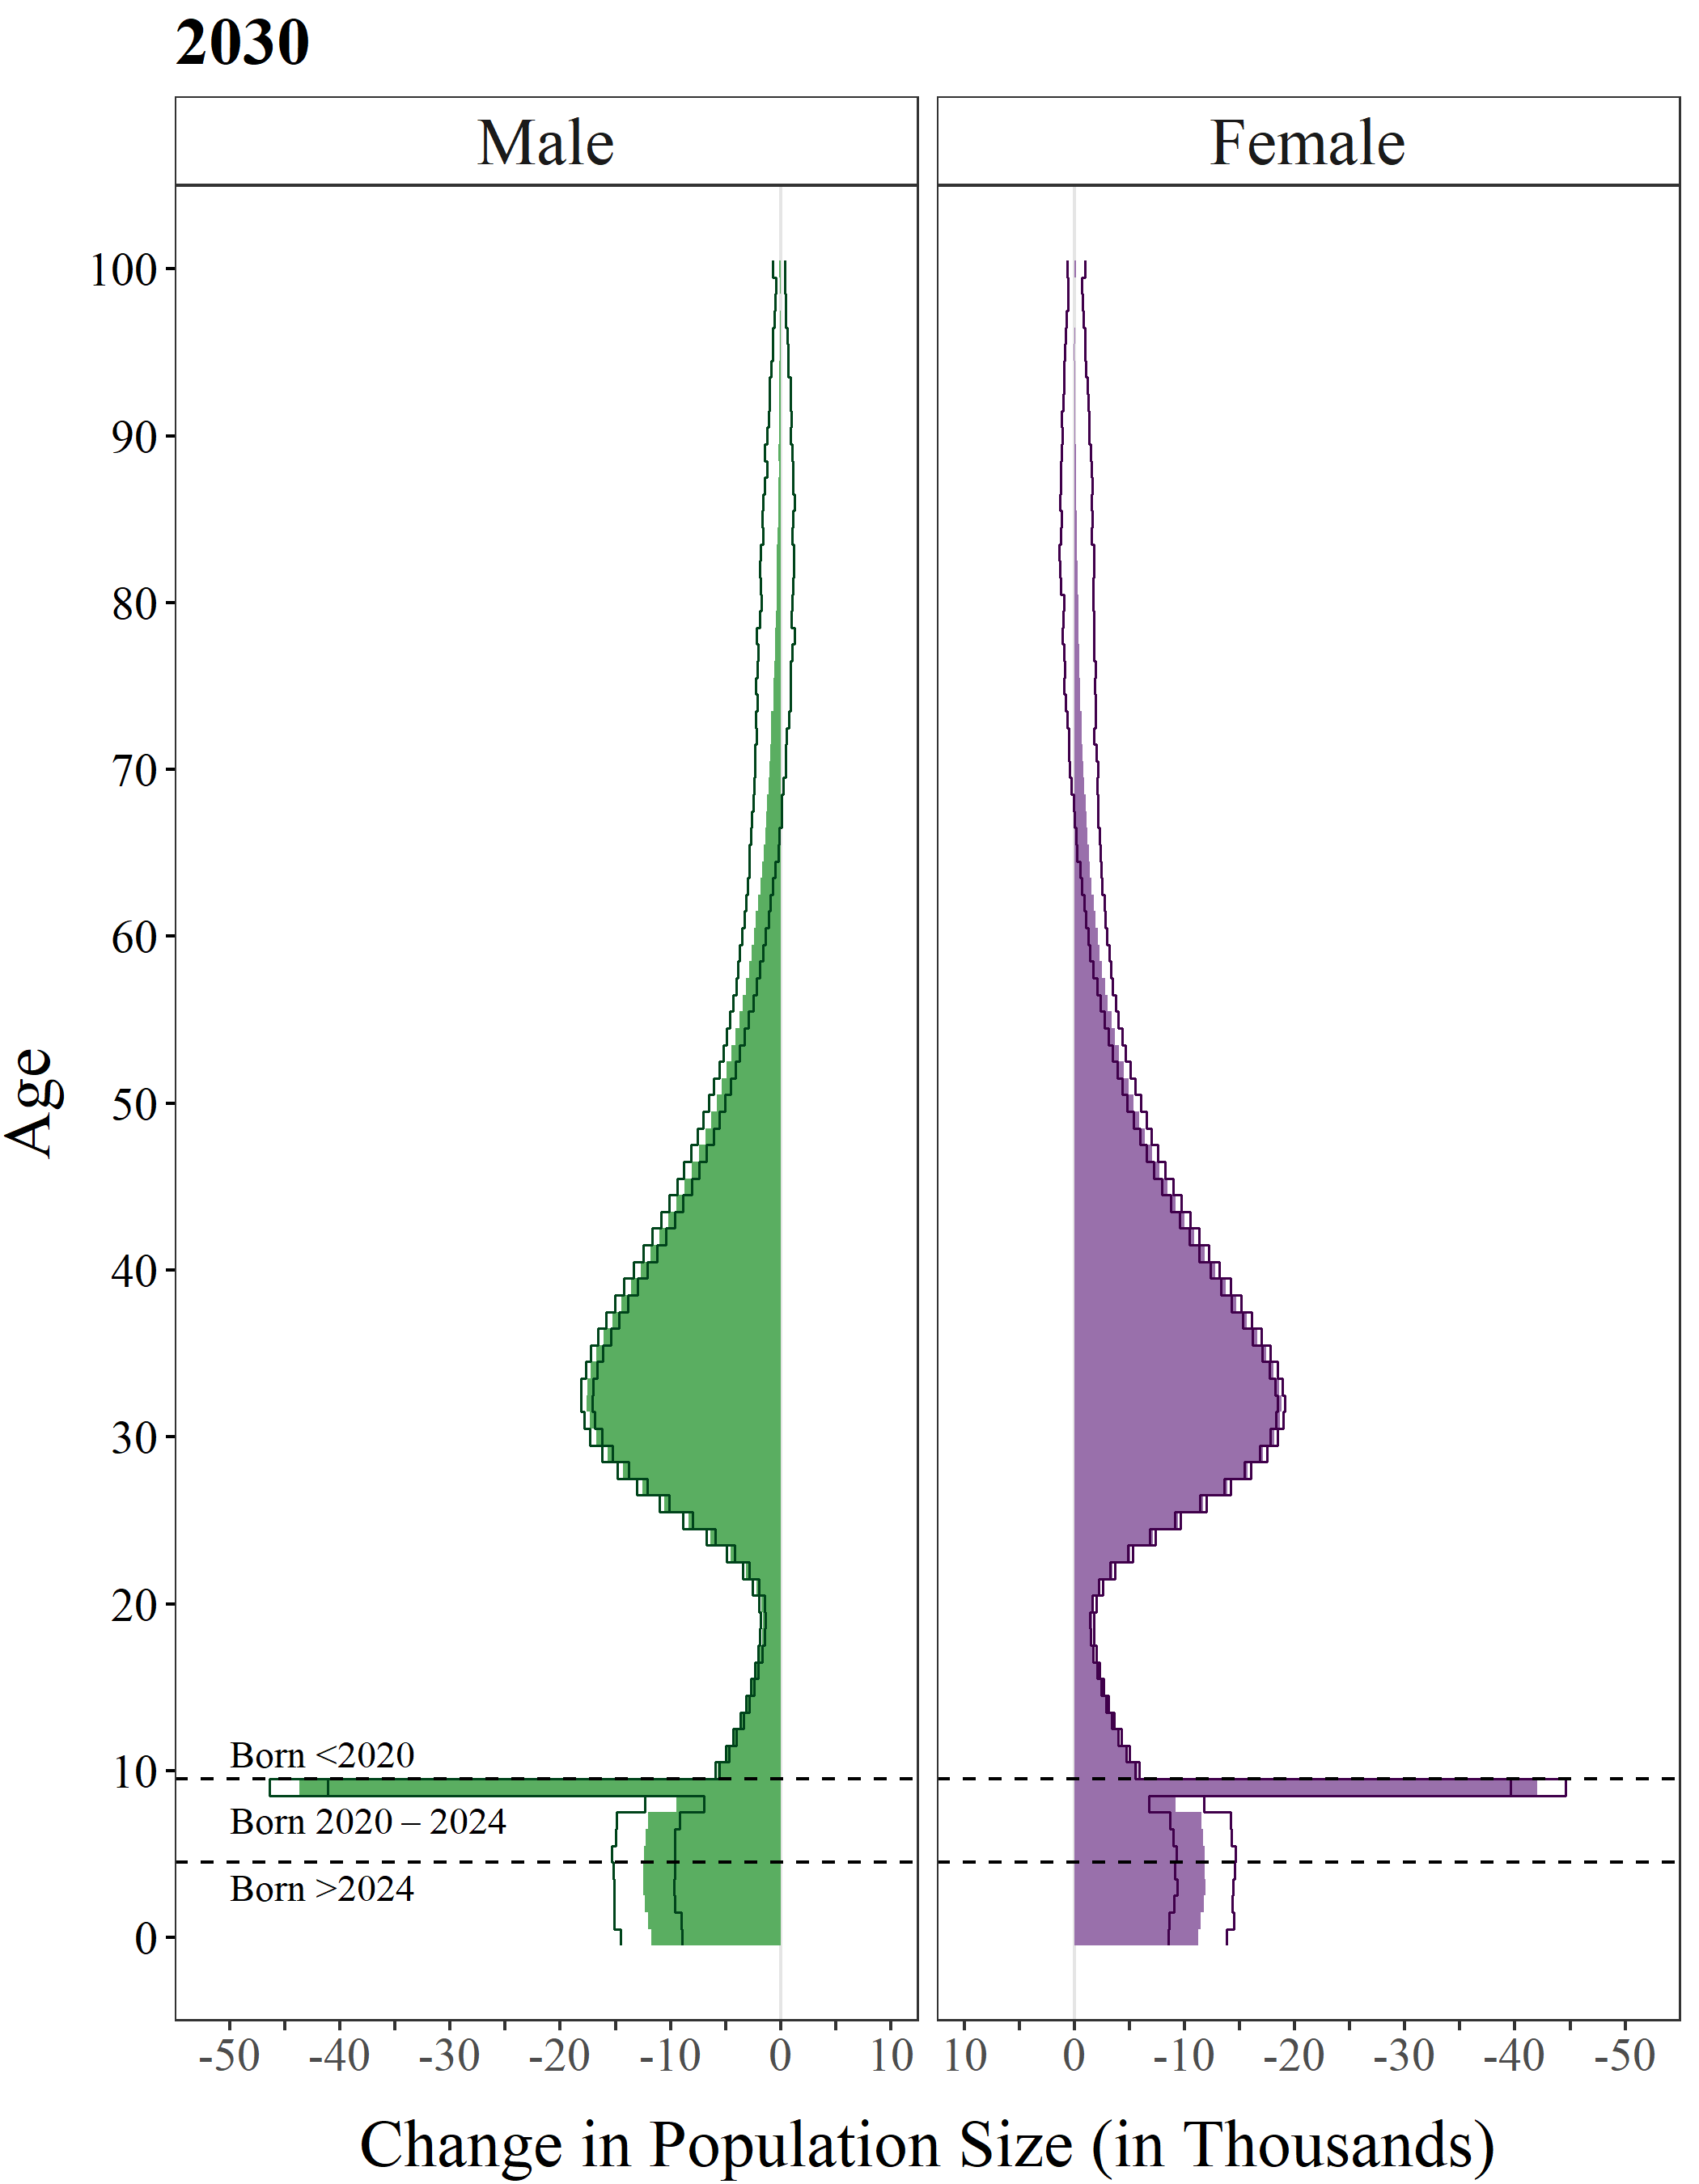 2030
Male Female
100
90
80
70
60
50
40
30
20
10
0
Age
Born <2020
Born 2020 – 2024
Born >2024
-50 -40 -30 -20 -10 0 10 10 0 -10 -20 -30 -40 -50
Change in Population Size (in Thousands)